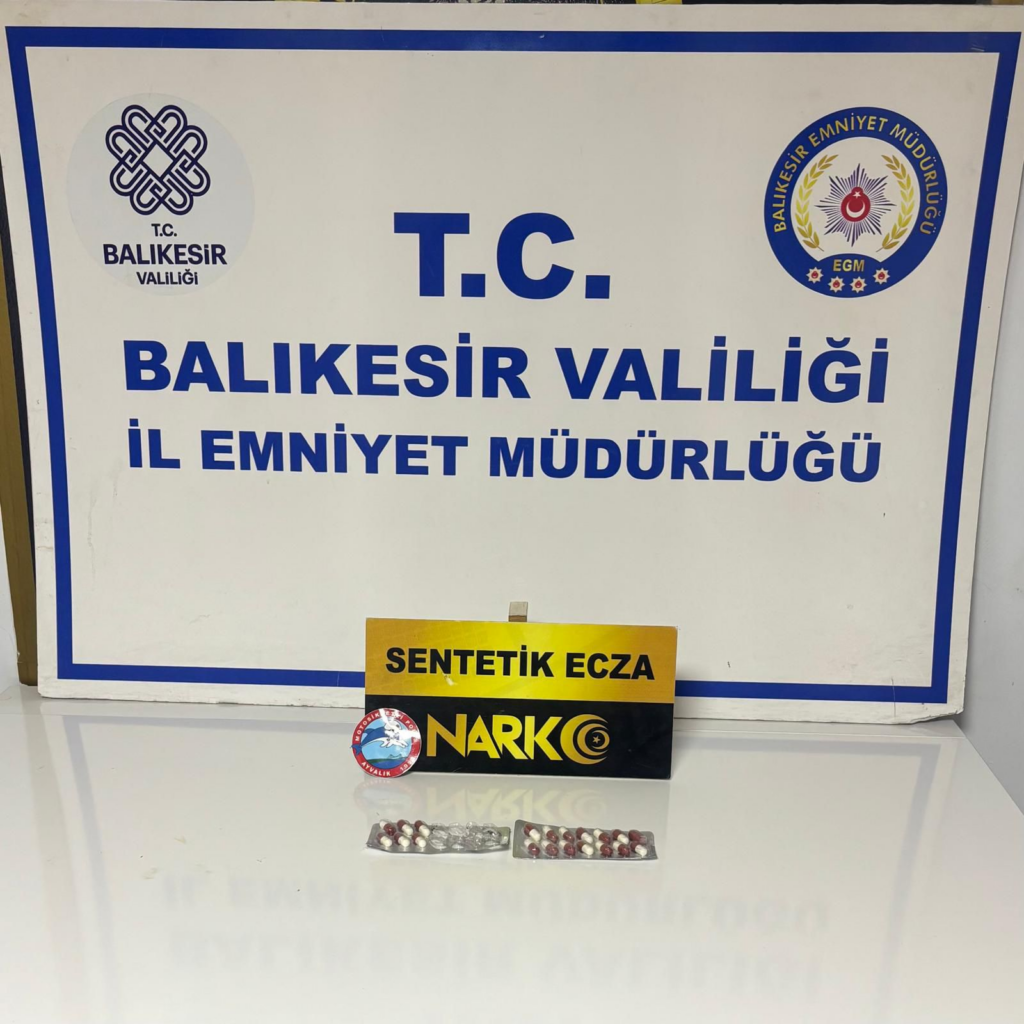 T.C.
BALIKESİR
VALİLİĞİ
BALIKESİR EMNİYET MÜDÜRLÜĞÜ
EGM
T.C.
BALIKESİR VALİLİĞİ
İL EMNİYET MÜDÜRLÜĞÜ
SENTETİK ECZA
NARKO
AYVALIK